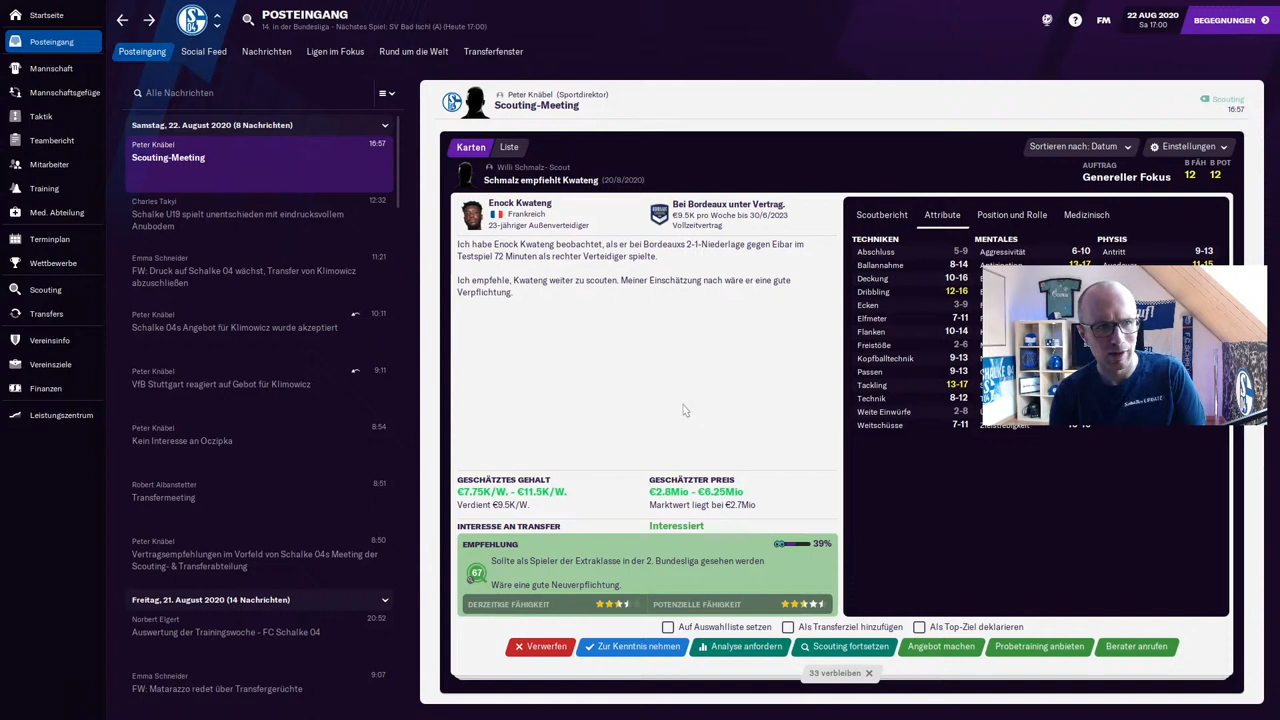 Startseite
POSTEINGANG
14. in der Bundesliga - Nächstes Spiel: SV Bad Ischl (A) (Heute 17:00)
FM
22 AUG 2020
Sa 17:00
BEGEGNUNGEN
Posteingang
Mannschaft
Mannschaftsgefüge
Taktik
Teambericht
Mitarbeiter
Training
Med. Abteilung
Terminplan
Wettbewerbe
Scouting
Transfers
Vereinsinfo
Vereinsziele
Finanzen
Leistungszentrum
Posteingang
Social Feed
Nachrichten
Ligen im Fokus
Rund um die Welt
Transferfenster
Alle Nachrichten
Samstag, 22. August 2020 (8 Nachrichten)
Peter Knäbel 16:57
Scouting-Meeting
Charles Takyi 12:32
Schalke U19 spielt unentschieden mit eindrucksvollem
Anubodem
Emma Schneider 11:21
FW: Druck auf Schalke 04 wächst, Transfer von Klimowicz
abzuschließen
Peter Knäbel 10:11
Schalke 04s Angebot für Klimowicz wurde akzeptiert
Peter Knäbel 9:11
VfB Stuttgart reagiert auf Gebot für Klimowicz
Peter Knäbel 8:54
Kein Interesse an Oczipka
Robert Albanstetter 8:51
Transfermeeting
Peter Knäbel 8:50
Vertragsempfehlungen im Vorfeld von Schalke 04s Meeting der
Scouting- & Transferabteilung
Freitag, 21. August 2020 (14 Nachrichten)
Norbert Elgert 20:52
Auswertung der Trainingswoche - FC Schalke 04
Emma Schneider 9:07
FW: Matarazzo redet über Transfergerüchte
Peter Knäbel (Sportdirektor)
Scouting-Meeting
Scouting
16:57
Karten
Liste
Sortieren nach: Datum
Einstellungen
Willi Schmalz- Scout
Schmalz empfiehlt Kwateng (20/8/2020)
AUFTRAG
Genereller Fokus
B FÄH B POT
12 12
Enock Kwateng
Frankreich
23-jähriger Außenverteidiger
Bei Bordeaux unter Vertrag.
€9.5K pro Woche bis 30/6/2023
Vollzeitvertrag
Ich habe Enock Kwateng beobachtet, als er bei Bordeauxs 2-1-Niederlage gegen Eibar im
Testspiel 72 Minuten als rechter Verteidiger spielte.
Ich empfehle, Kwateng weiter zu scouten. Meiner Einschätzung nach wäre er eine gute
Verpflichtung.
GESCHÄTZTES GEHALT
€7.75K/W. - €11.5K/W.
Verdient €9.5K/W.
GESCHÄTZTER PREIS
€2.8Mio - €6.25Mio
Marktwert liegt bei €2.7Mio
INTERESSE AN TRANSFER
Interessiert
EMPFEHLUNG
39%
67
Sollte als Spieler der Extraklasse in der 2. Bundesliga gesehen werden
Wäre eine gute Neuverpflichtung.
DERZEITIGE FÄHIGKEIT
POTENZIELLE FÄHIGKEIT
Scoutbericht
Attribute
Position und Rolle
Medizinisch
TECHNIKEN
Abschluss 5-9
Ballannahme 8-14
Deckung 10-16
Dribbling 12-16
Ecken 3-9
Elfmeter 7-11
Flanken 10-14
Freistöße 2-6
Kopfballtechnik 9-13
Passen 9-13
Tackling 13-17
Technik 8-12
Weite Einwürfe 2-8
Weitschüsse 7-11
MENTALES
Aggressivität 6-10
PHYSIS
Antritt 9-13
Auf Auswahlliste setzen
Als Transferziel hinzufügen
Als Top-Ziel deklarieren
Verwerfen
Zur Kenntnis nehmen
Analyse anfordern
Scouting fortsetzen
Angebot machen
Probetraining anbieten
Berater anrufen
33 verbleiben